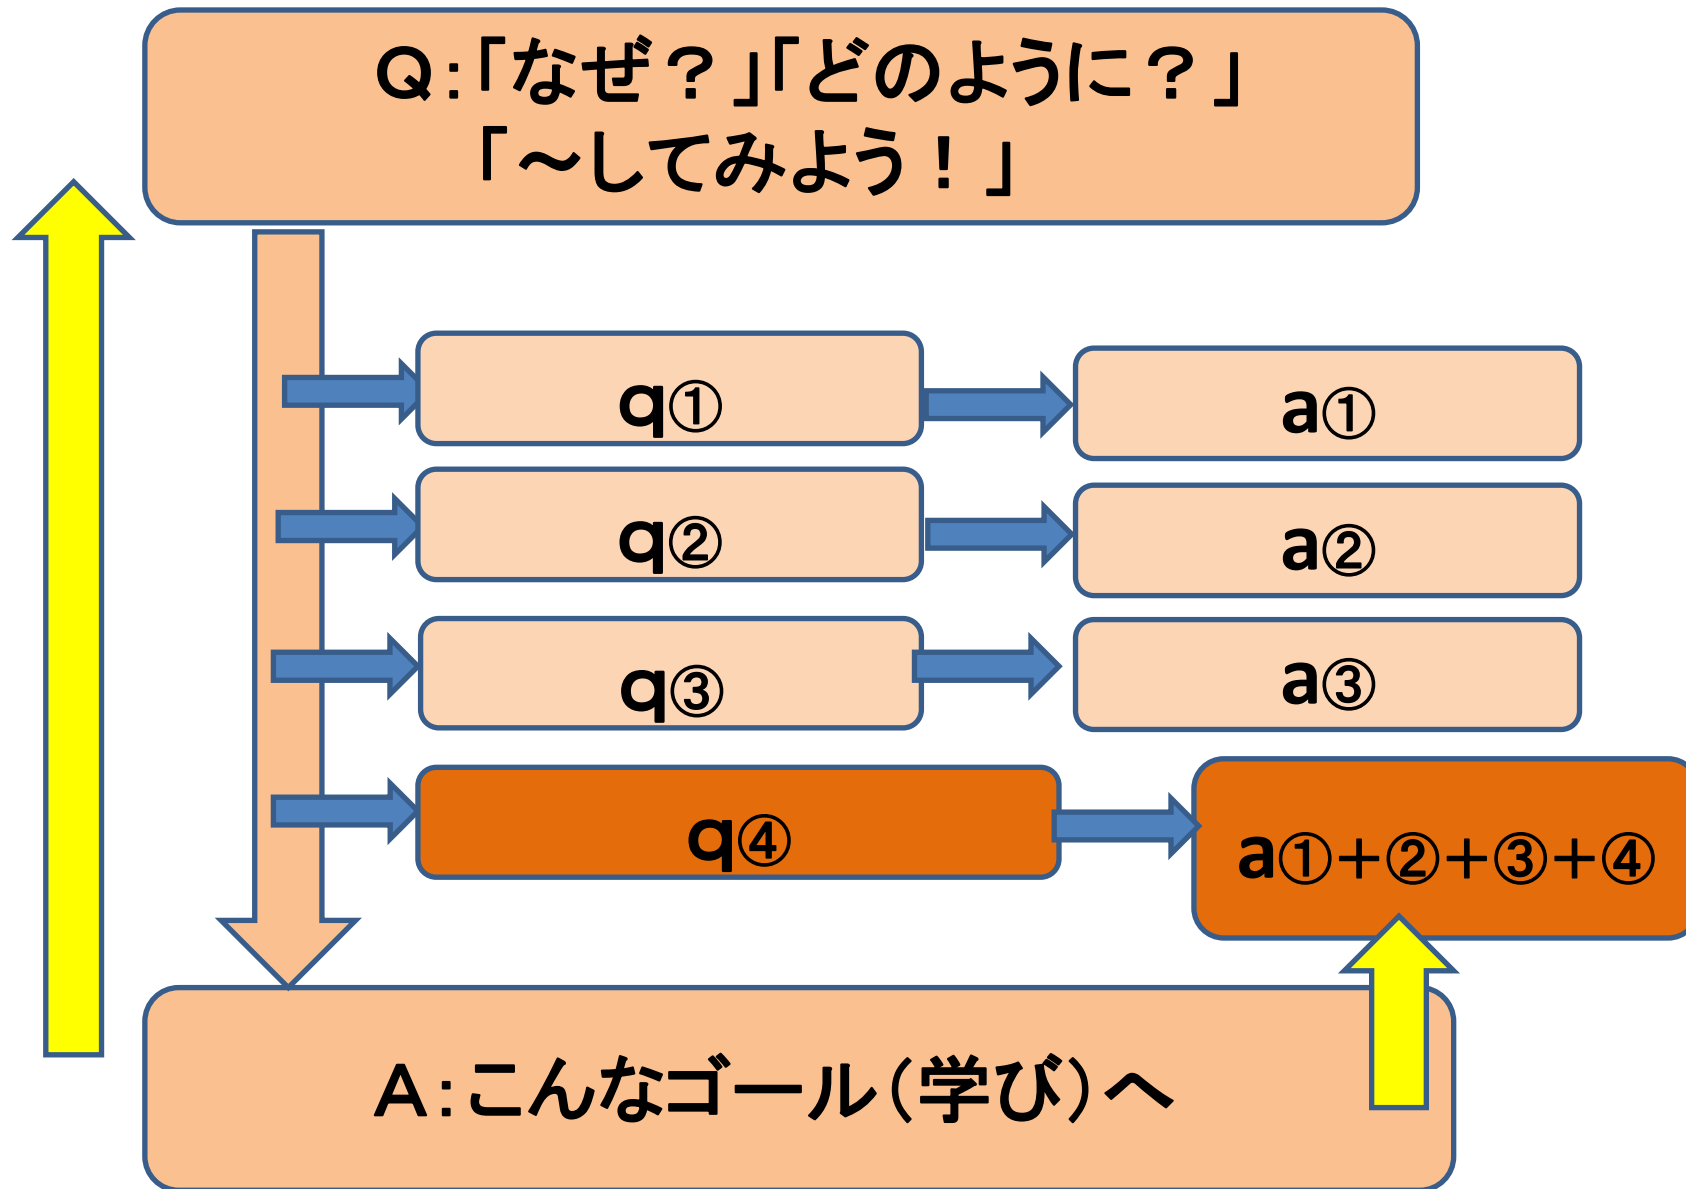 Q：「なぜ？」「どのように？」
「～してみよう！」
q①
a①
q②
a②
q③
a③
q④
a①＋②＋③＋④
A：こんなゴール（学び）へ